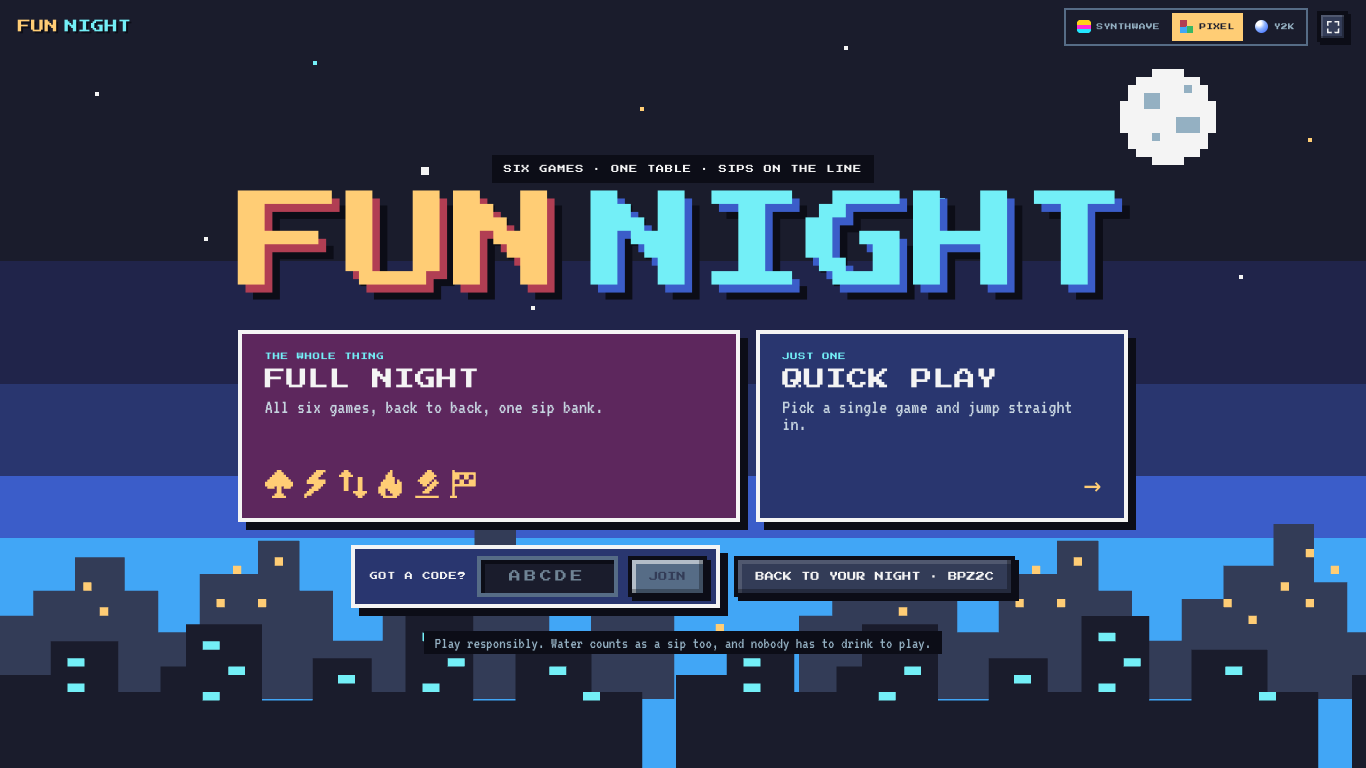 FUN NIGHT
SYNTHWAVE
PIXEL
Y2K
SIX GAMES · ONE TABLE · SIPS ON THE LINE
FUN NIGHT
THE WHOLE THING
FULL NIGHT
All six games, back to back, one sip bank.
JUST ONE
QUICK PLAY
Pick a single game and jump straight
in.
→
GOT A CODE?
ABCDE
JOIN
BACK TO YOUR NIGHT · BPZ2C
Play responsibly. Water counts as a sip too, and nobody has to drink to play.